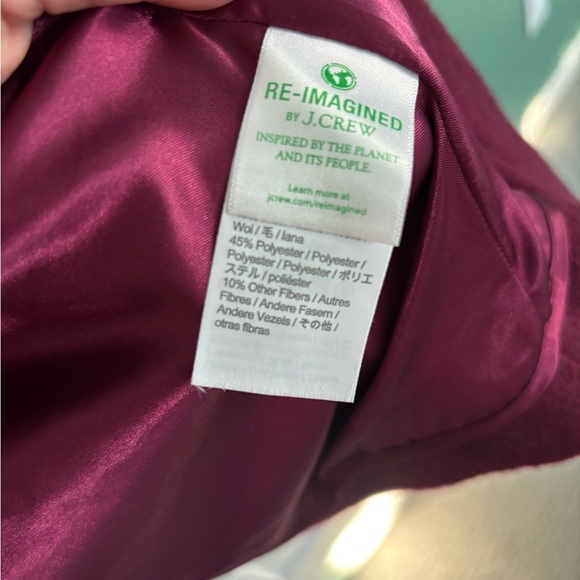 RE-IMAGINED
BY J.CREW
INSPIRED BY THE PLANET
AND ITS PEOPLE.
Learn more at
jcrew.com/reimagined
Wol / 毛 / lana
45% Polyester / Polyester /
Polyester / Polyester / ポリエ
ステル / poliéster
10% Other Fibers / Autres
Fibres / Andere Fasern /
Andere Vezels / その他 /
otras fibras